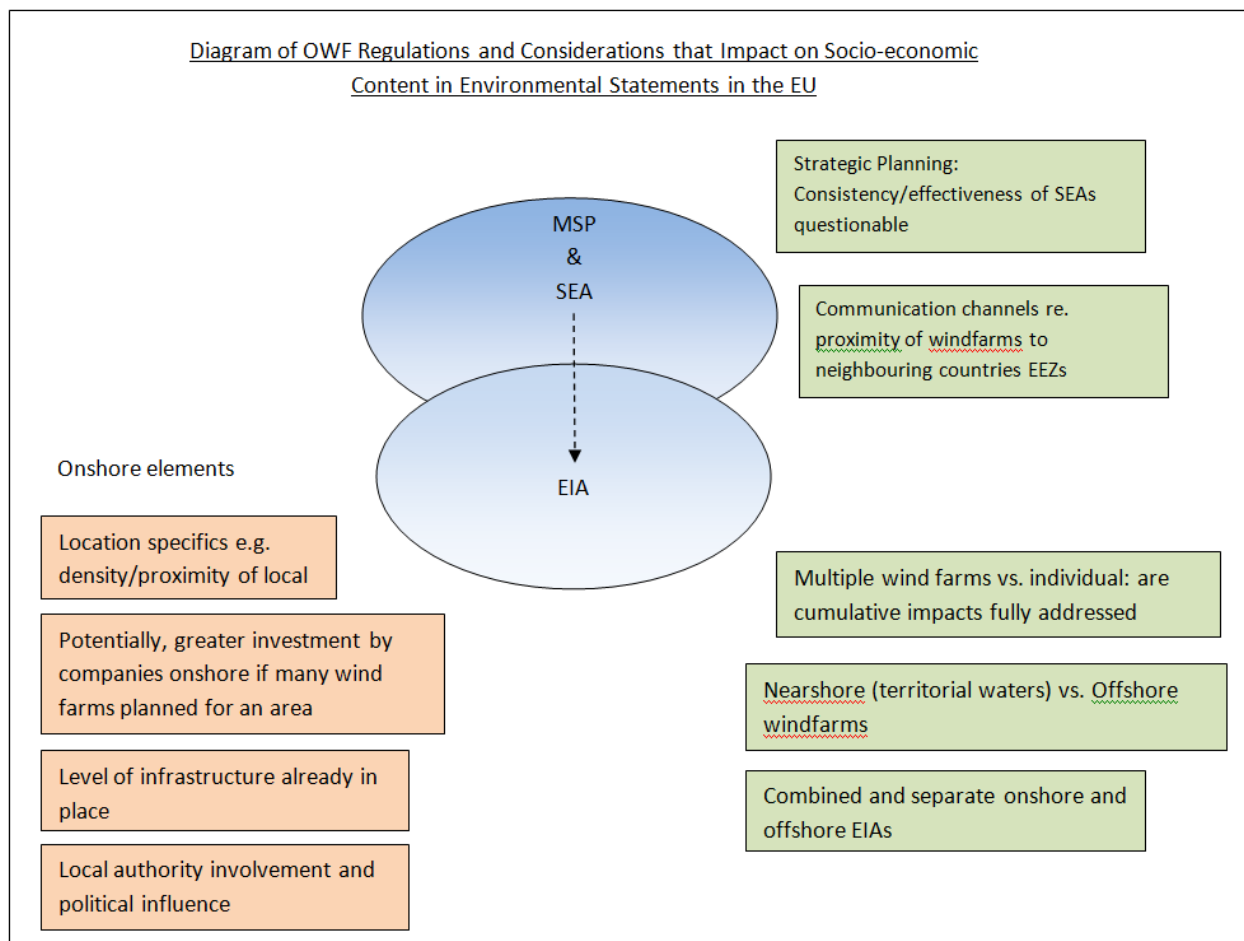 Diagram of OWF Regulations and Considerations that Impact on Socio-economic
Content in Environmental Statements in the EU
MSP
&
SEA
EIA
Strategic Planning:
Consistency/effectiveness of SEAs
questionable
Communication channels re.
proximity of windfarms to
neighbouring countries EEZs
Onshore elements
Location specifics e.g.
density/proximity of local
Potentially, greater investment by
companies onshore if many wind
farms planned for an area
Level of infrastructure already in
place
Local authority involvement and
political influence
Multiple wind farms vs. individual: are
cumulative impacts fully addressed
Nearshore (territorial waters) vs. Offshore
windfarms
Combined and separate onshore and
offshore EIAs